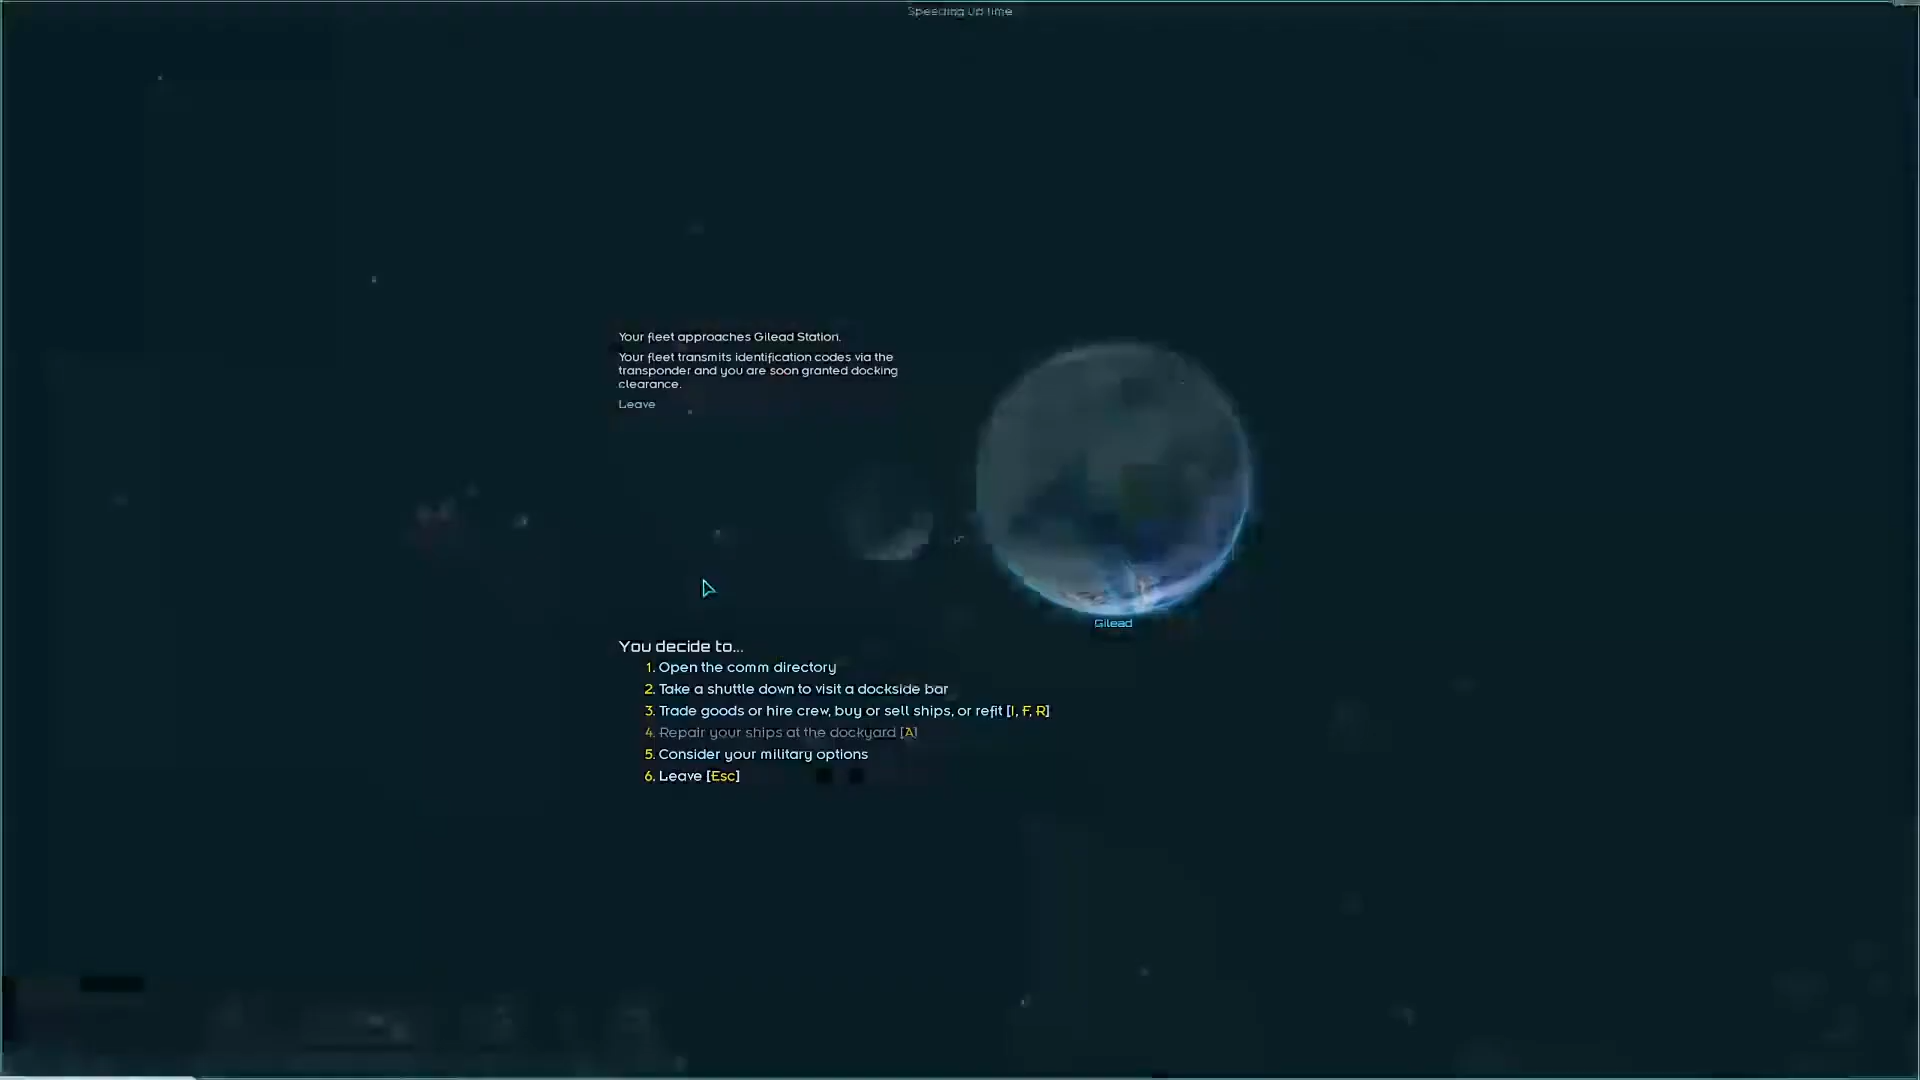 Speeding up time
Your fleet approaches Gilead Station.
Your fleet transmits identification codes via the
transponder and you are soon granted docking
clearance.
Leave
Gilead
You decide to...
1. Open the comm directory
2. Take a shuttle down to visit a dockside bar
3. Trade goods or hire crew, buy or sell ships, or refit [I, F, R]
4. Repair your ships at the dockyard [A]
5. Consider your military options
6. Leave [Esc]